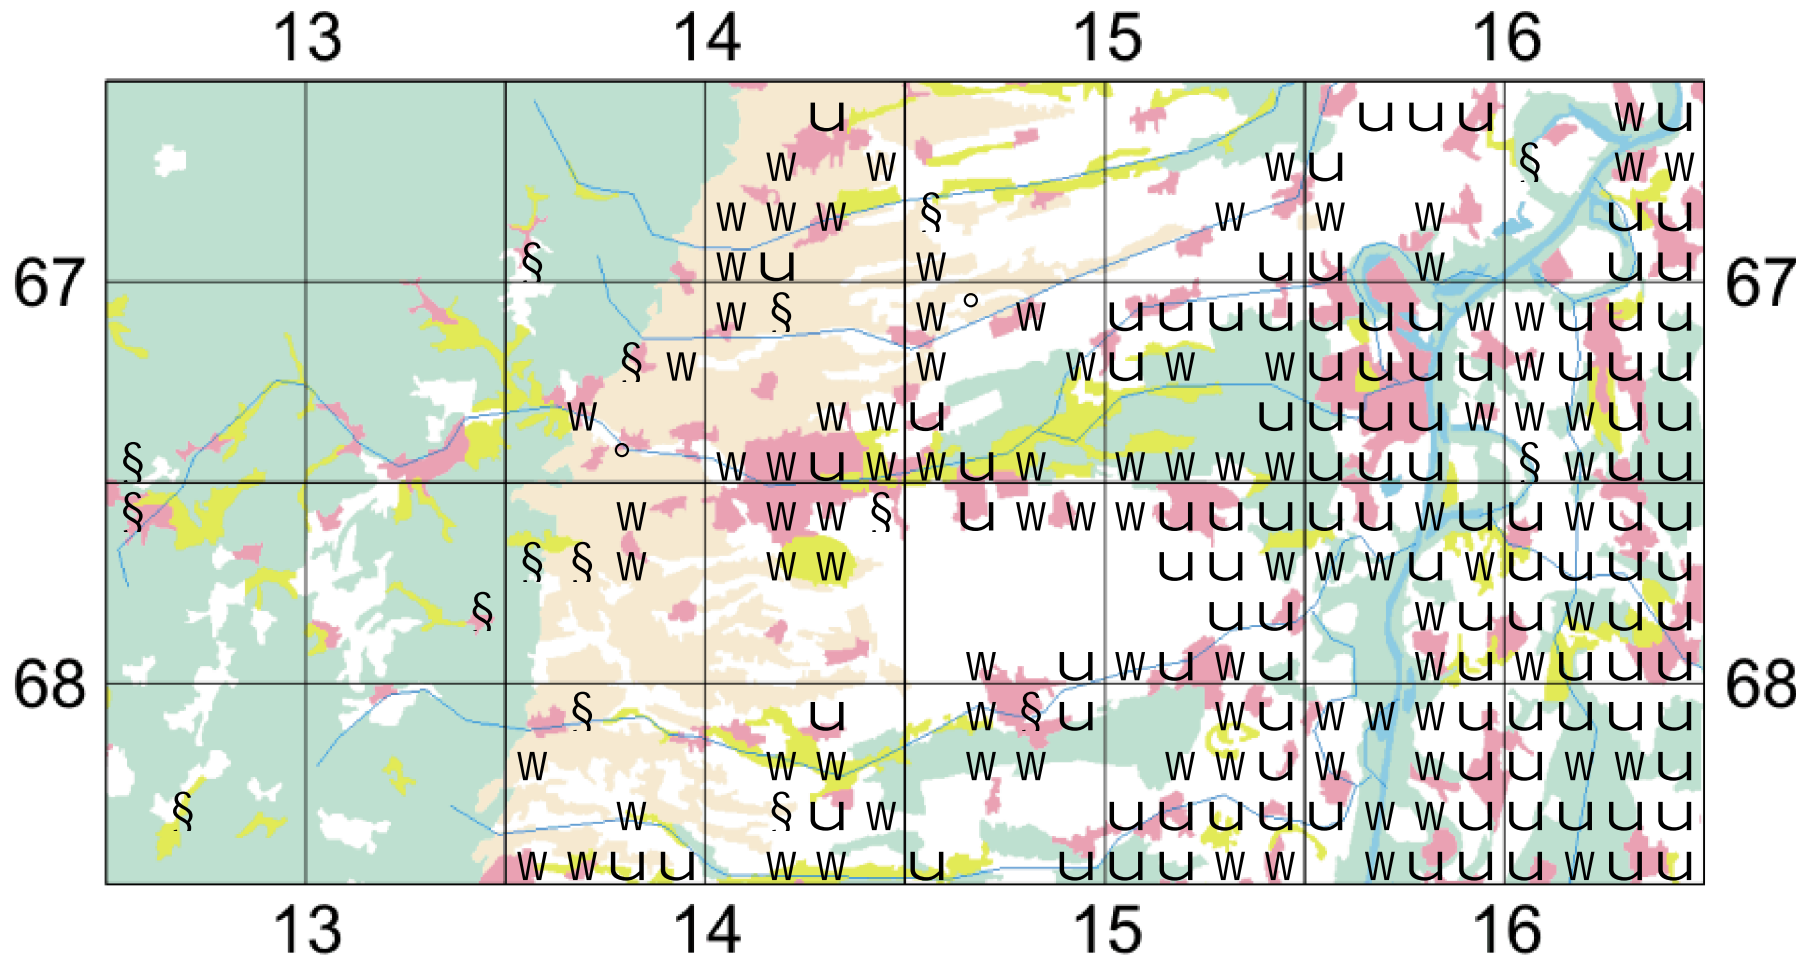 13 14 15 16
u u u u w u
w w w u § w w
w w w § w w w u u
§ w u w u u w u u
67 67
w § w ° w u u u u u u u w w u u u
§ w w w u w w u u u u w u u u
w w w u u u u u w w w u u
§ ° w w u w w u w w w w w u u u § w u u
§ w w w § u w w w u u u u u w u u w u u
§ § w w w u u w w w u w u u u u
§ u u w u u w u u
w u w u w u w u w u u u
68 68
§ u w § u w u w w w u u u u u
w w w w w w w u w w u u w w u
§ w § u w u u u u u w w u u u u u
w w u u w w u u u u w w w u u u w u u
13 14 15 16